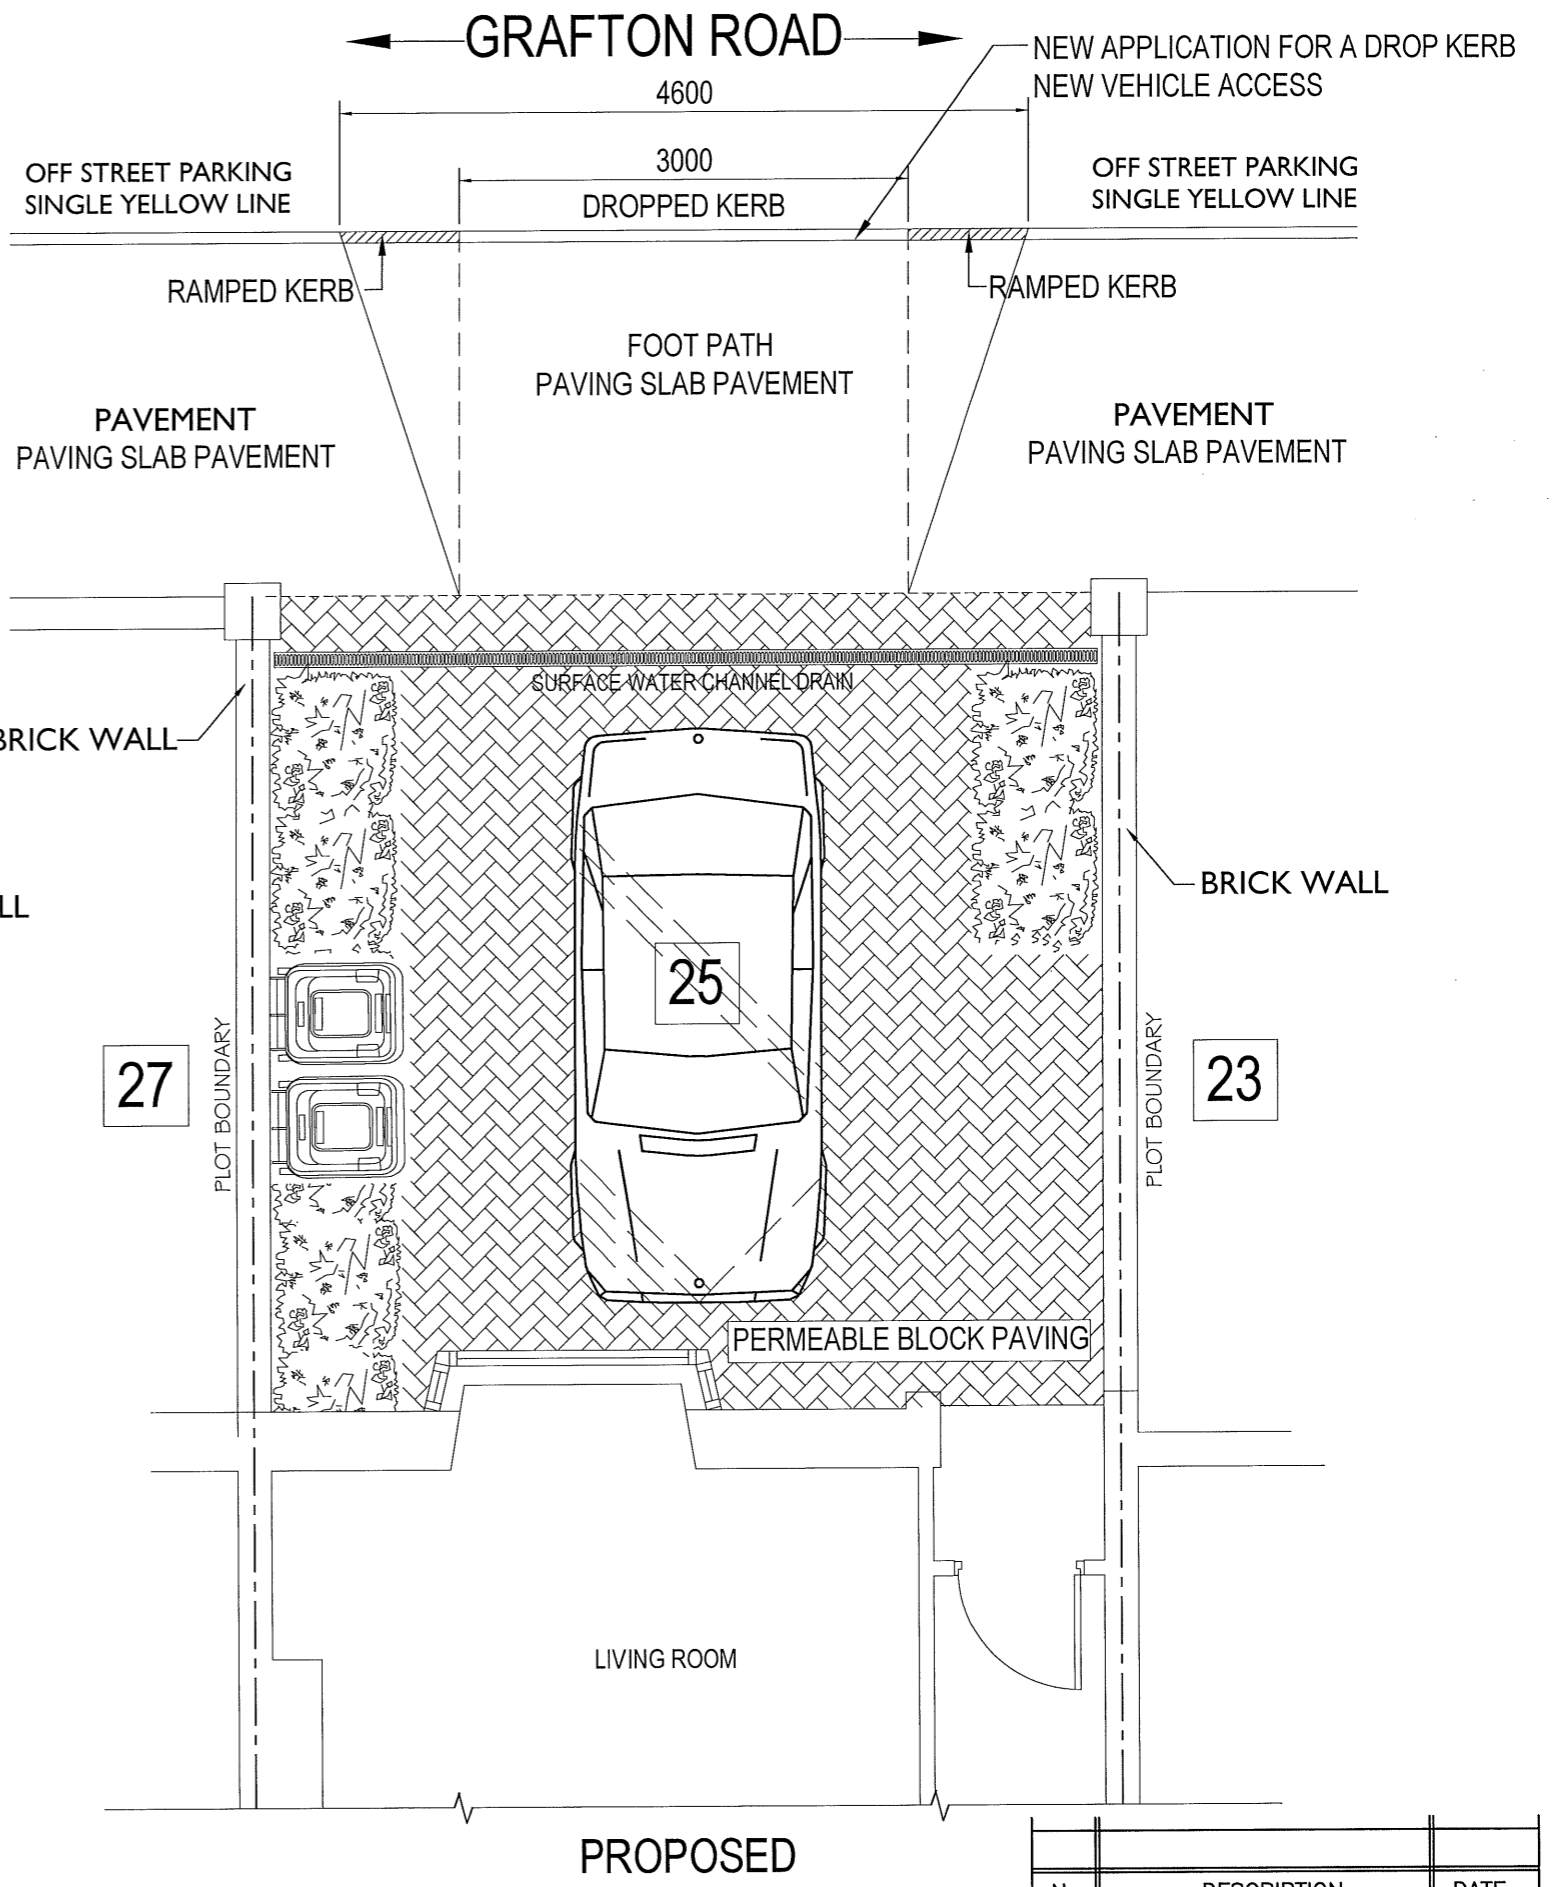 GRAFTON ROAD
NEW APPLICATION FOR A DROP KERB
NEW VEHICLE ACCESS
4600
3000
DROPPED KERB
OFF STREET PARKING
SINGLE YELLOW LINE
OFF STREET PARKING
SINGLE YELLOW LINE
RAMPED KERB
RAMPED KERB
FOOT PATH
PAVING SLAB PAVEMENT
PAVEMENT
PAVING SLAB PAVEMENT
PAVEMENT
PAVING SLAB PAVEMENT
SURFACE WATER CHANNEL DRAIN
BRICK WALL
BRICK WALL
LL
25
27
PLOT BOUNDARY
PLOT BOUNDARY
23
PERMEABLE BLOCK PAVING
LIVING ROOM
PROPOSED
DESCRIPTION
DATE